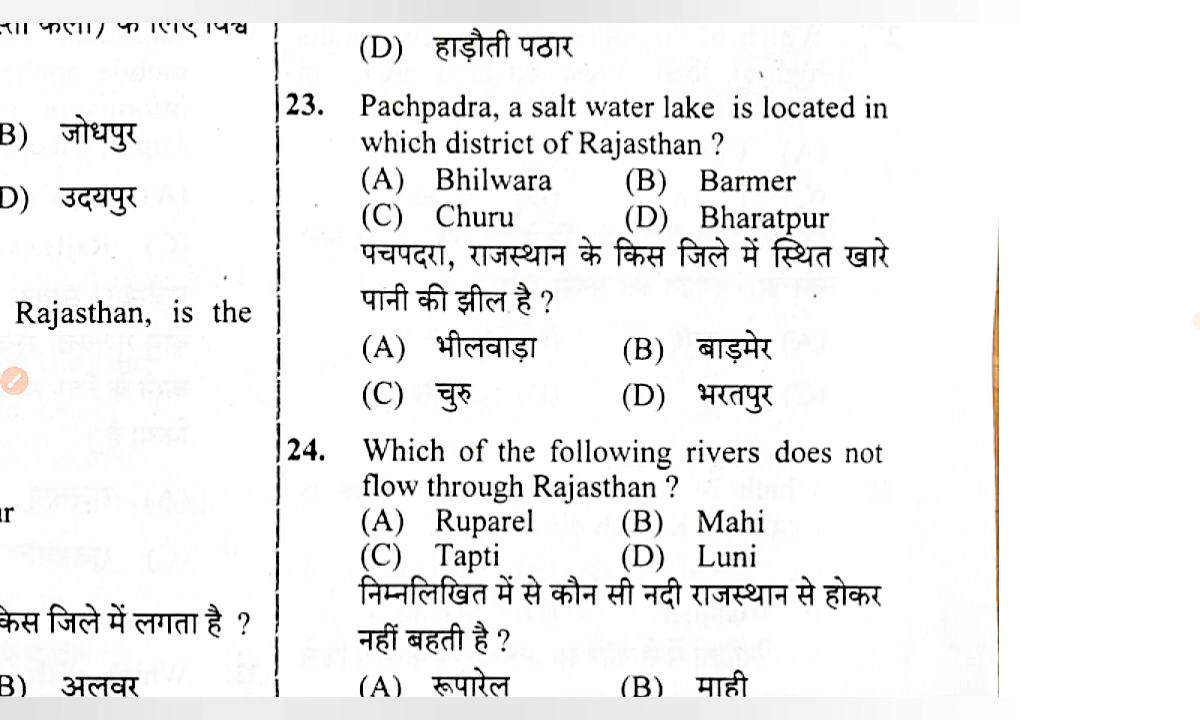 B) जोधपुर
D) उदयपुर
Rajasthan, is the
जिले में लगता है ?
B) अलवर
(D) हाड़ौती पठार
23. Pachpadra, a salt water lake is located in
which district of Rajasthan ?
(A) Bhilwara (B) Barmer
(C) Churu (D) Bharatpur
पचपदरा, राजस्थान के किस जिले में स्थित खारे
पानी की झील है ?
(A) भीलवाड़ा (B) बाड़मेर
(C) चुरु (D) भरतपुर
24. Which of the following rivers does not
flow through Rajasthan ?
(A) Ruparel (B) Mahi
(C) Tapti (D) Luni
निम्नलिखित में से कौन सी नदी राजस्थान से होकर
नहीं बहती है ?
(A) रूपारेल (B) माही